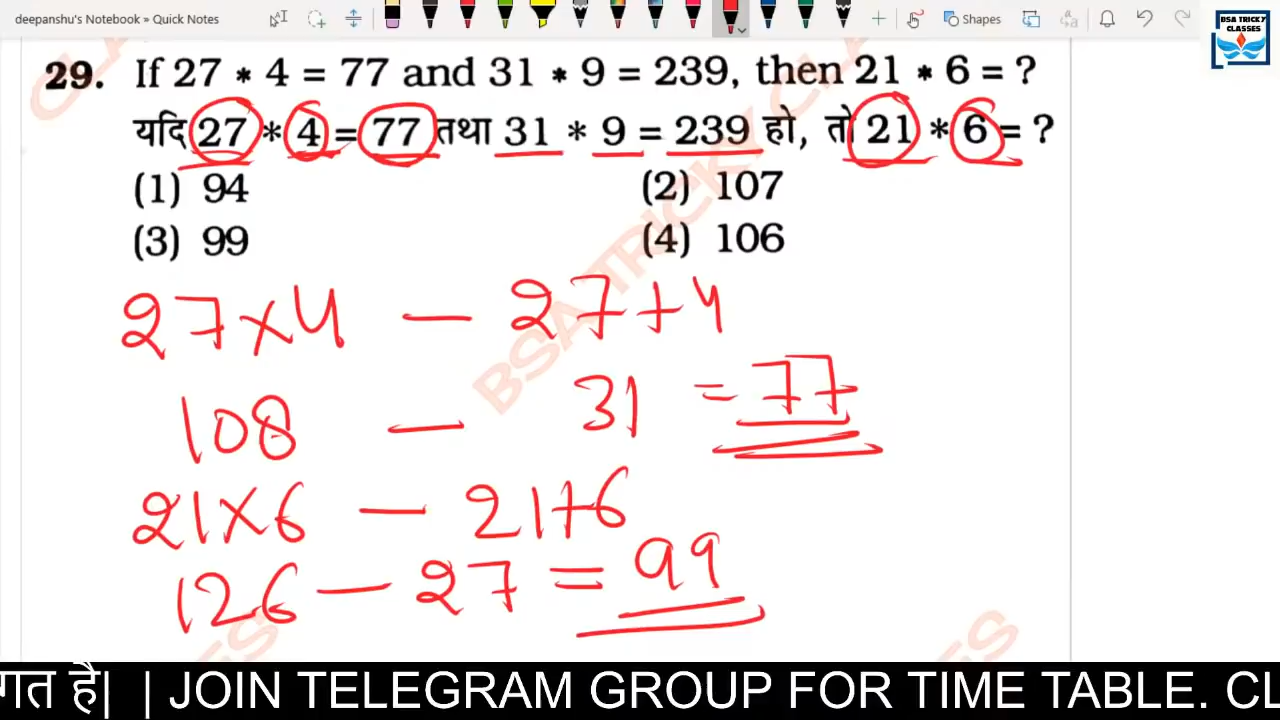 deepanshu's Notebook » Quick Notes
Shapes
BSA TRICKY
CLASSES
29. If 27 * 4 = 77 and 31 * 9 = 239, then 21 * 6 = ?
यदि 27 * 4 = 77 तथा 31 * 9 = 239 हो, तो 21 * 6 = ?
(1) 94
(2) 107
(3) 99
(4) 106
BSA TRICKY CLASSES
27 × 4 — 27 + 4
108 — 31 = 77
21 × 6 — 21 + 6
126 — 27 = 99
गत है| | JOIN TELEGRAM GROUP FOR TIME TABLE. CL